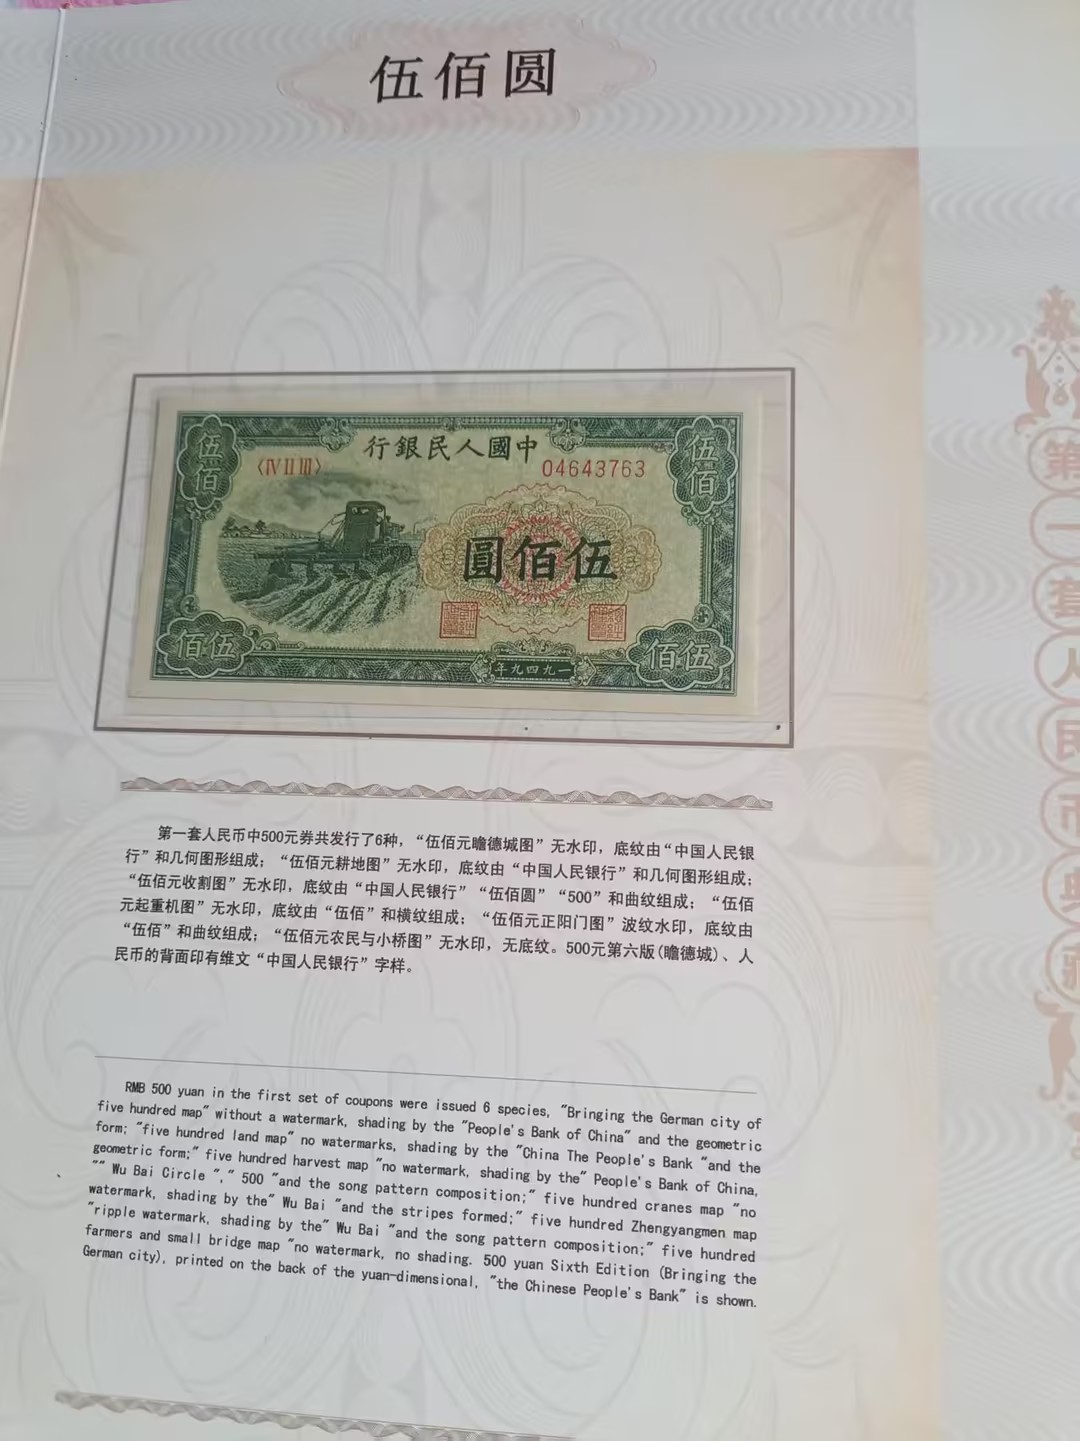 伍佰圆
中國人民銀行
〈ⅣⅡⅢ〉
04643763
伍佰
伍佰
伍佰圓
伍佰
伍佰
一九四九年
第一套人民币中500元券共发行了6种，“伍佰元瞻德城图”无水印，底纹由“中国人民银
行”和几何图形组成；“伍佰元耕地图”无水印，底纹由“中国人民银行”和几何图形组成；
“伍佰元收割图”无水印，底纹由“中国人民银行”“伍佰圆”“500”和曲纹组成；“伍佰
元起重机图”无水印，底纹由“伍佰”和横纹组成；“伍佰元正阳门图”波纹水印，底纹由
“伍佰”和曲纹组成；“伍佰元农民与小桥图”无水印，无底纹。500元第六版(瞻德城)、人
民币的背面印有维文“中国人民银行”字样。
RMB 500 yuan in the first set of coupons were issued 6 species, "Bringing the German city of
five hundred map" without a watermark, shading by the "People's Bank of China" and the geometric
form; "five hundred land map" no watermarks, shading by the "China The People's Bank "and the
geometric form;" five hundred harvest map "no watermark, shading by the" People's Bank of China,
"" Wu Bai Circle "," 500 "and the song pattern composition;" five hundred cranes map "no
watermark, shading by the" Wu Bai "and the stripes formed;" five hundred Zhengyangmen map
"ripple watermark, shading by the" Wu Bai "and the song pattern composition;" five hundred
farmers and small bridge map "no watermark, no shading. 500 yuan Sixth Edition (Bringing the
German city), printed on the back of the yuan-dimensional, "the Chinese People's Bank" is shown.
第一套人民币典藏